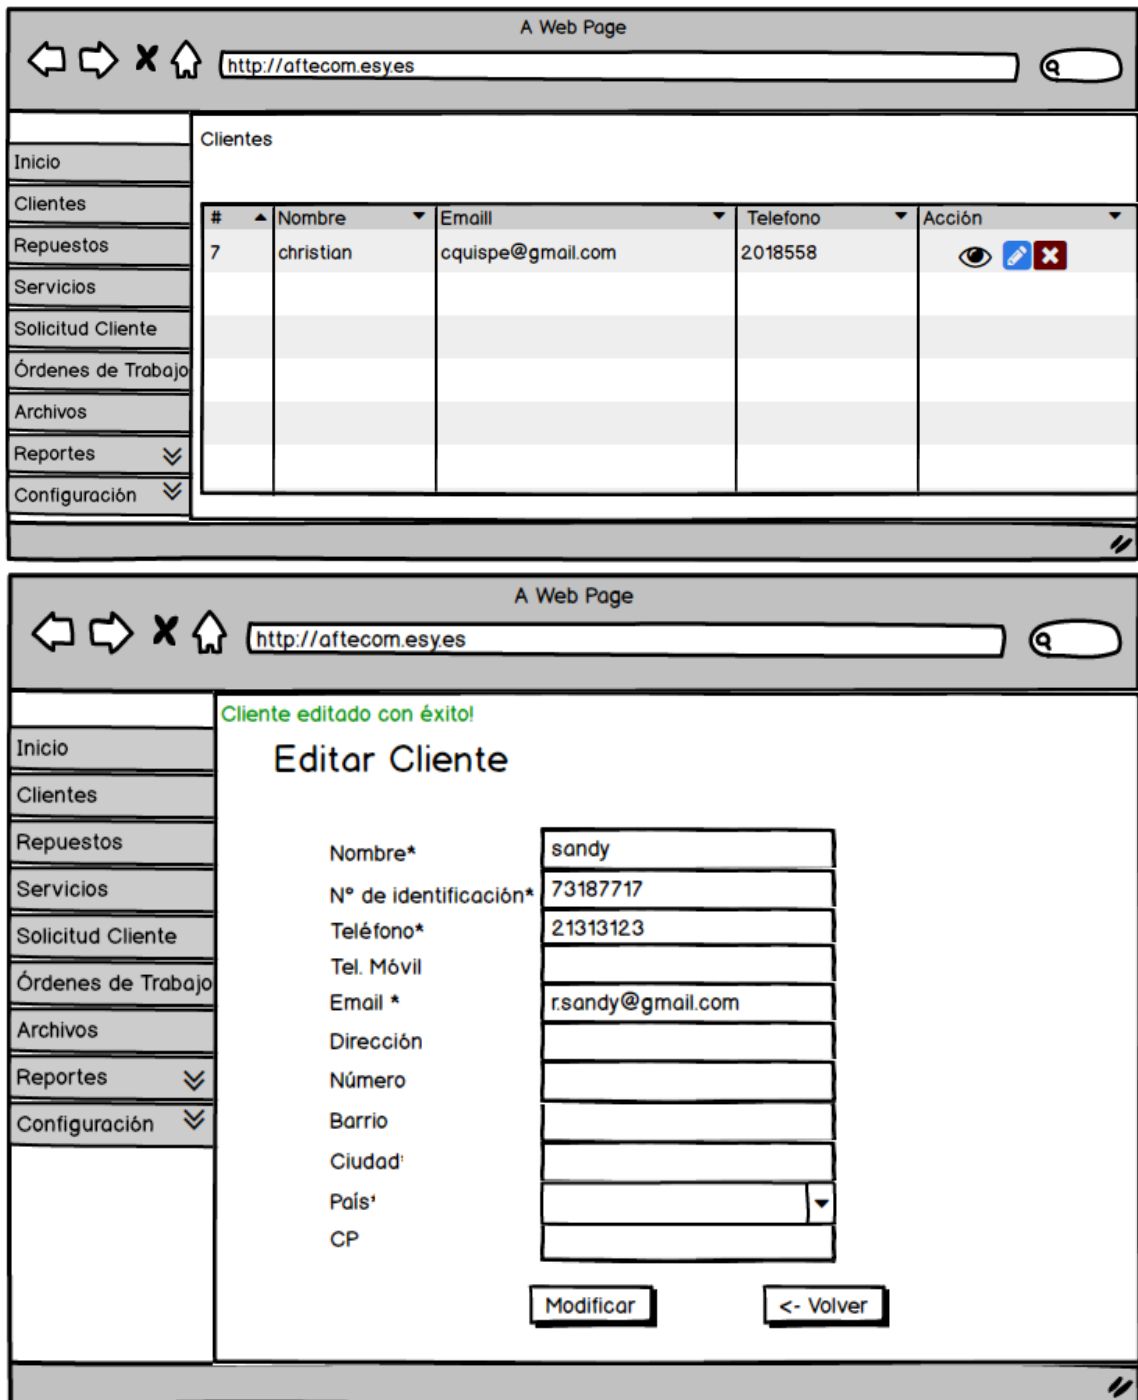 A Web Page
http://aftecom.esy.es
Clientes
Inicio
Clientes
Repuestos
Servicios
Solicitud Cliente
Órdenes de Trabajo
Archivos
Reportes
Configuración
# Nombre Emaill Telefono Acción
7 christian cquispe@gmail.com 2018558
A Web Page
http://aftecom.esy.es
Inicio
Clientes
Repuestos
Servicios
Solicitud Cliente
Órdenes de Trabajo
Archivos
Reportes
Configuración
Cliente editado con éxito!
Editar Cliente
Nombre* sandy
Nº de identificación* 73187717
Teléfono* 21313123
Tel. Móvil
Email * r.sandy@gmail.com
Dirección
Número
Barrio
Ciudad*
País*
CP
Modificar <- Volver